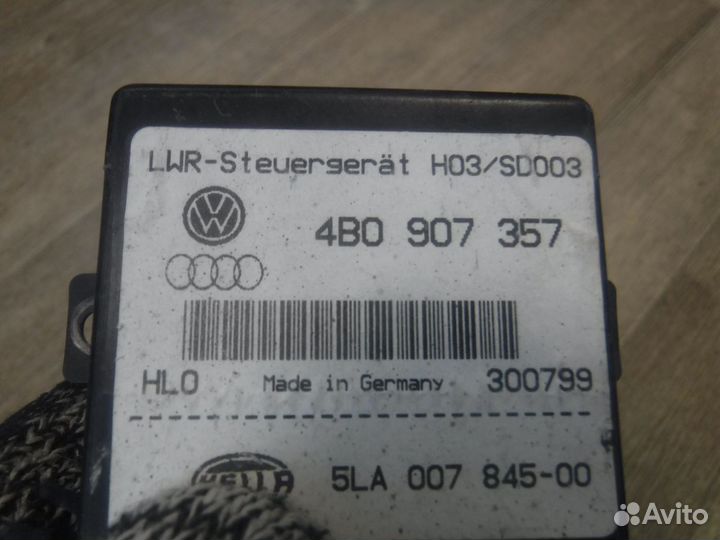 LWR-Steuergerät H03/SD003
4B0 907 357
HLO Made in Germany 300799
HELLA 5LA 007 845-00
Avito